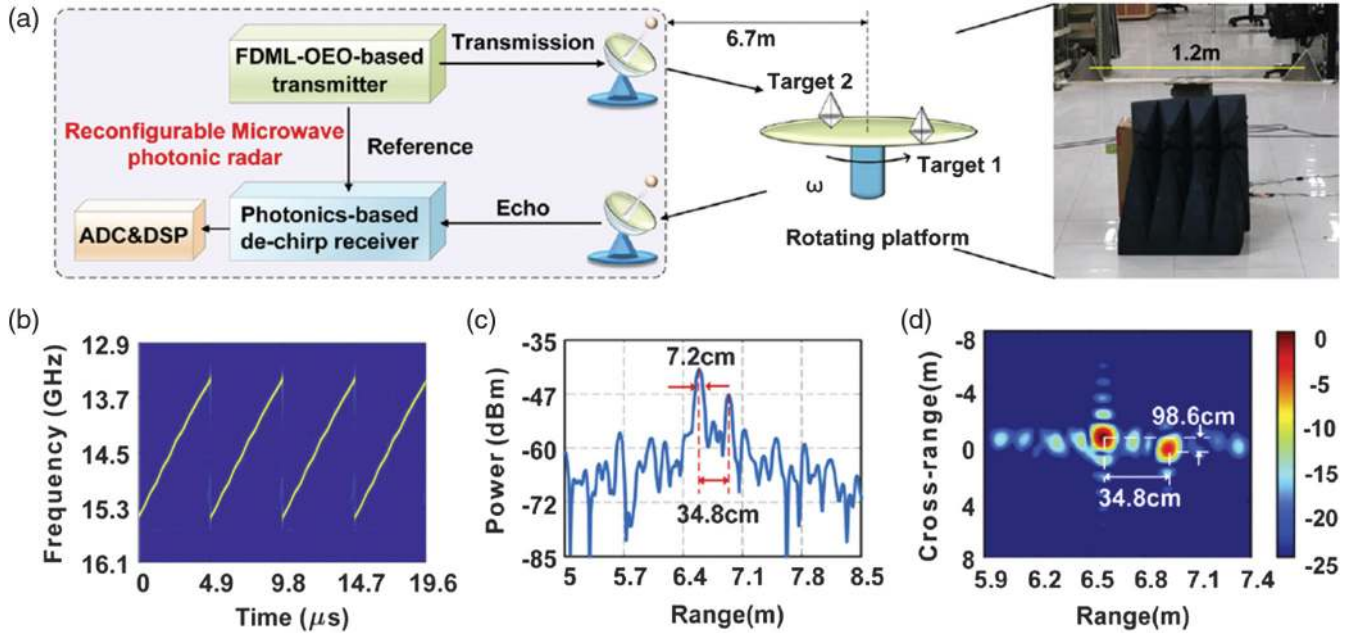 (a)
FDML-OEO-based
transmitter
Transmission
6.7m
1.2m
Target 2
Reconfigurable Microwave
photonic radar
Reference
Target 1
ω
Echo
Photonics-based
de-chirp receiver
ADC&DSP
Rotating platform
(b)
Frequency (GHz)
12.9
13.7
14.5
15.3
16.1
0 4.9 9.8 14.7 19.6
Time (μs)
(c)
Power (dBm)
-35
-47
-60
-72
-85
7.2cm
34.8cm
5 5.7 6.4 7.1 7.8 8.5
Range(m)
(d)
Cross-range(m)
-8
-4
0
4
8
98.6cm
34.8cm
5.9 6.2 6.5 6.8 7.1 7.4
Range(m)
0
-5
-10
-15
-20
-25